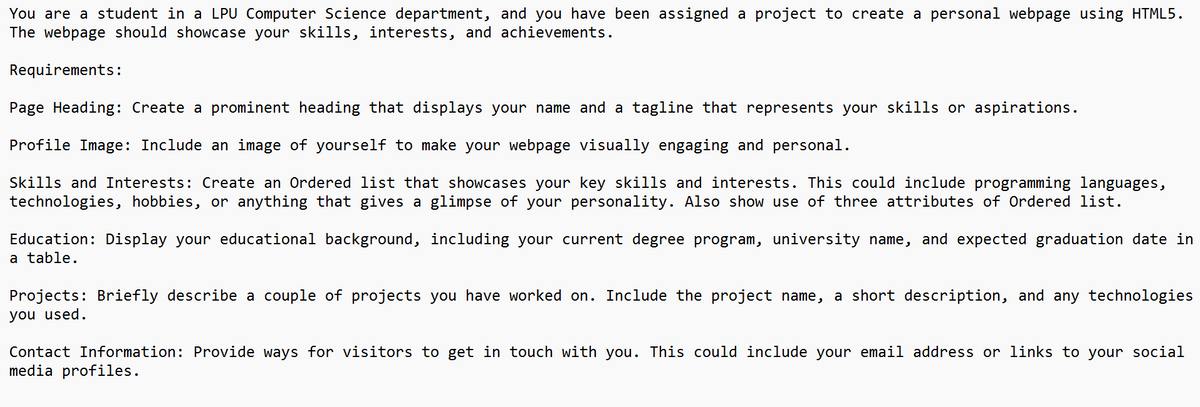 You are a student in a LPU Computer Science department, and you have been assigned a project to create a personal webpage using HTML5.
The webpage should showcase your skills, interests, and achievements.
Requirements:
Page Heading: Create a prominent heading that displays your name and a tagline that represents your skills or aspirations.
Profile Image: Include an image of yourself to make your webpage visually engaging and personal.
Skills and Interests: Create an Ordered list that showcases your key skills and interests. This could include programming languages,
technologies, hobbies, or anything that gives a glimpse of your personality. Also show use of three attributes of Ordered list.
Education: Display your educational background, including your current degree program, university name, and expected graduation date in
a table.
Projects: Briefly describe a couple of projects you have worked on. Include the project name, a short description, and any technologies
you used.
Contact Information: Provide ways for visitors to get in touch with you. This could include your email address or links to your social
media profiles.